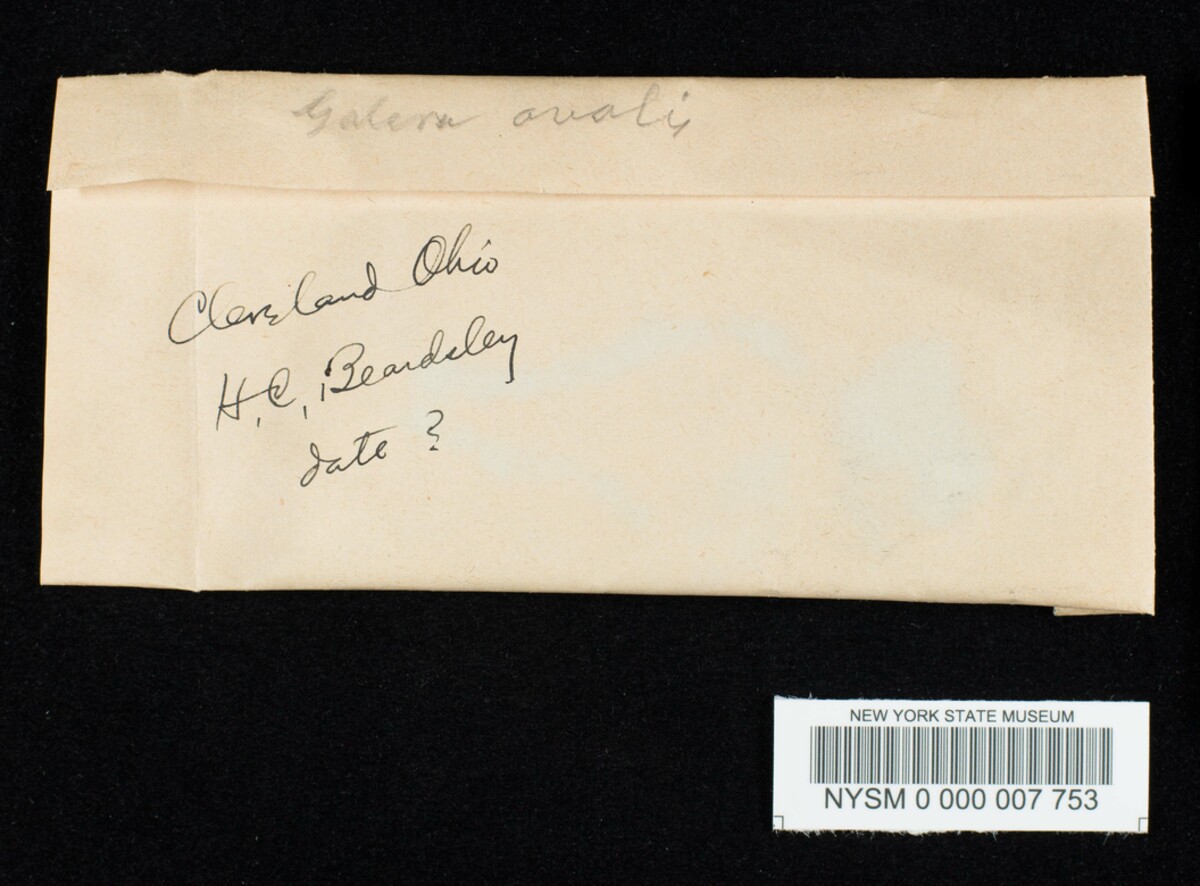 Galera ovalis
Cleveland Ohio
H. C. Beardsley
date ?
NEW YORK STATE MUSEUM
NYSM 0 000 007 753